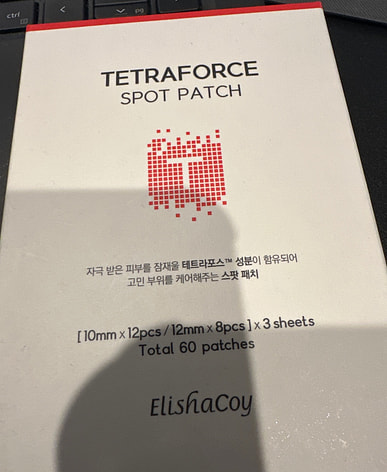 ctrl
<
pg
TETRAFORCE
SPOT PATCH
T
자극 받은 피부를 잠재울 테트라포스™ 성분이 함유되어
고민 부위를 케어해주는 스팟 패치
[ 10mm x 12pcs / 12mm x 8pcs ] x 3 sheets
Total 60 patches
ElishaCoy